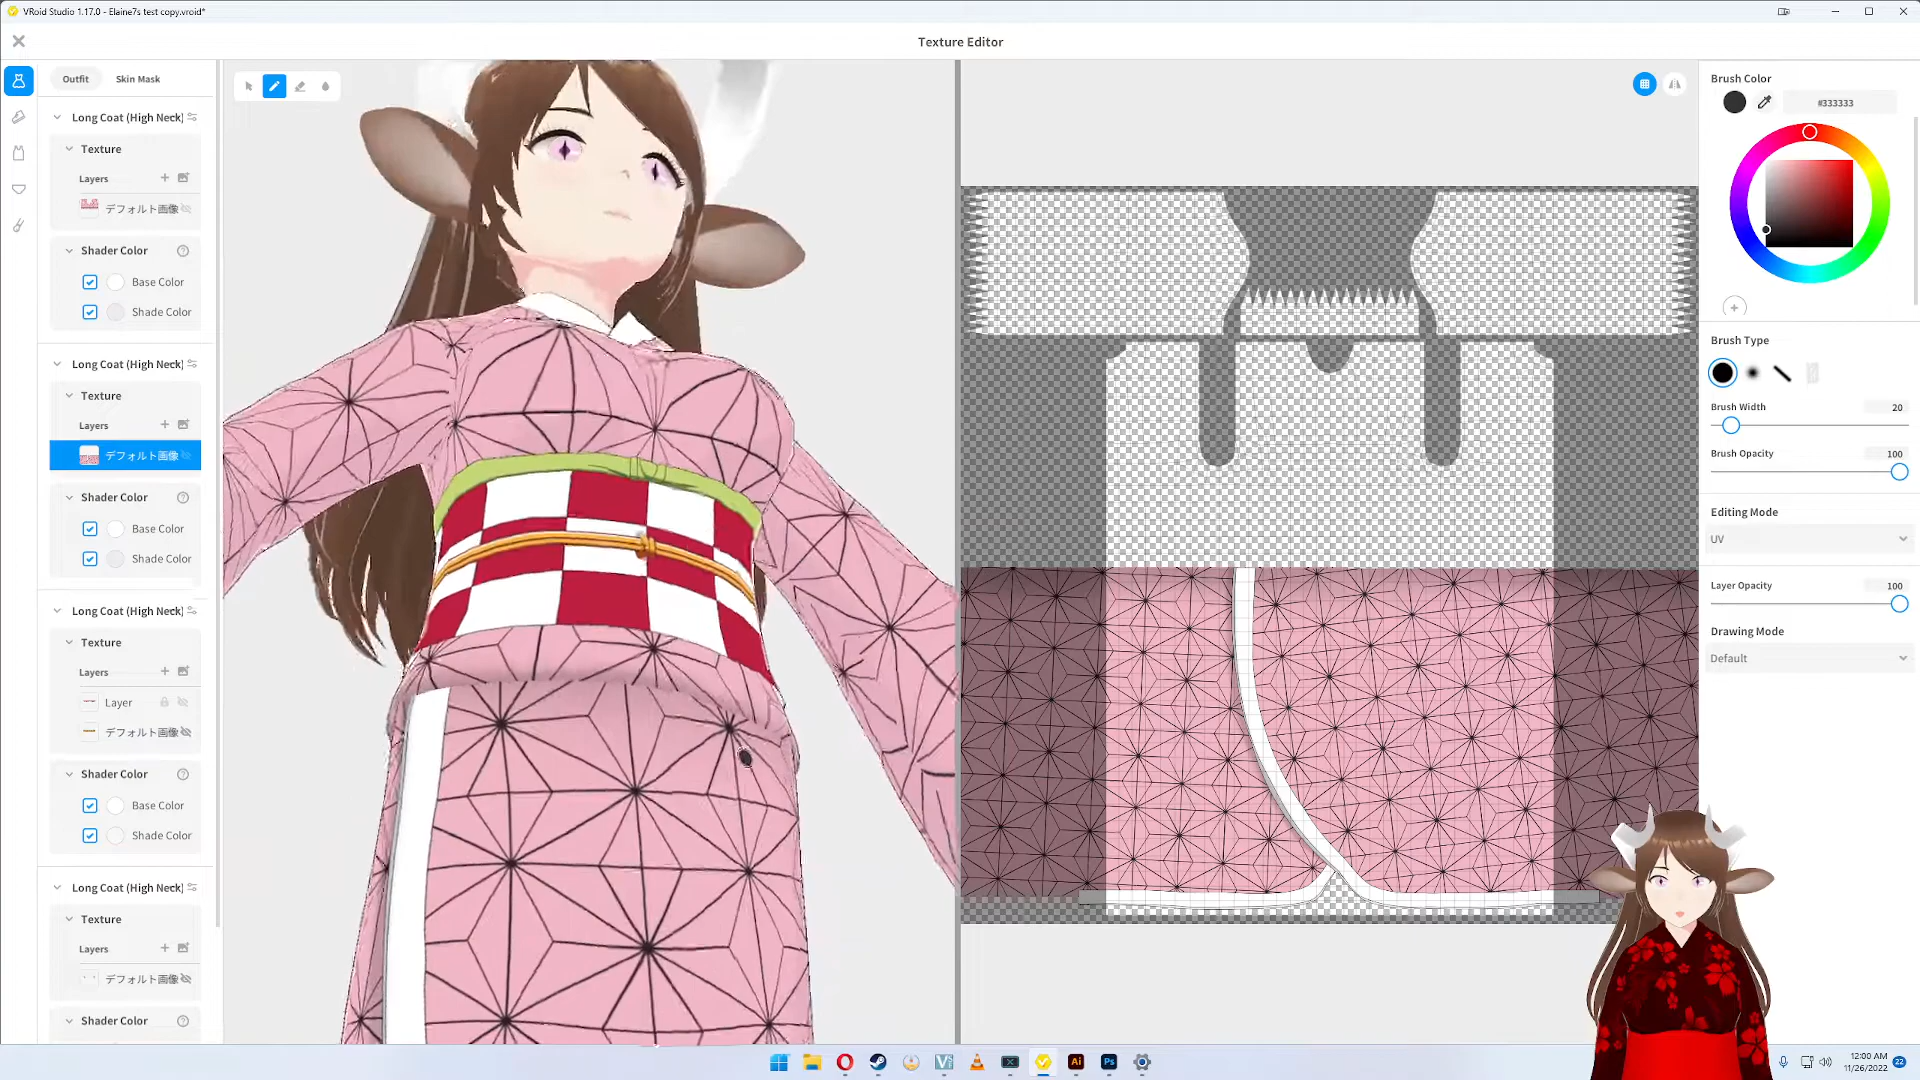 VRoid Studio 1.17.0 - Elaine7s test copy.vroid*
Texture Editor
Outfit
Skin Mask
Long Coat (High Neck)
Texture
Layers
デフォルト画像
Shader Color
Base Color
Shade Color
Long Coat (High Neck)
Texture
Layers
デフォルト画像
Shader Color
Base Color
Shade Color
Long Coat (High Neck)
Texture
Layers
Layer
デフォルト画像
Shader Color
Base Color
Shade Color
Long Coat (High Neck)
Texture
Layers
デフォルト画像
Shader Color
Brush Color
#333333
Brush Type
Brush Width
20
Brush Opacity
100
Editing Mode
UV
Layer Opacity
100
Drawing Mode
Default
Ai
Ps
12:00 AM
11/26/2022
22